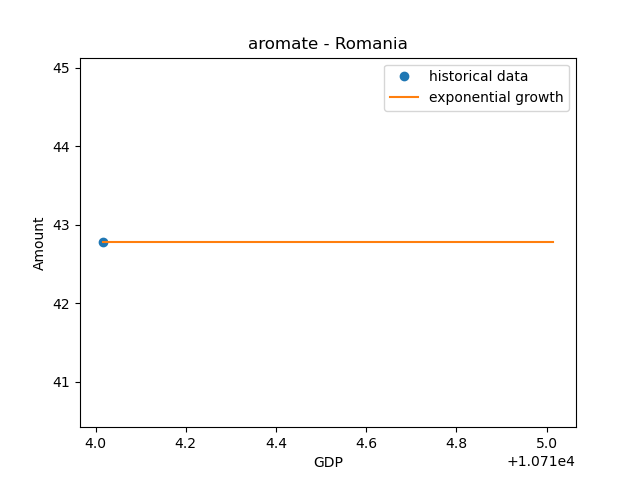 aromate - Romania
historical data
exponential growth
45
44
43
42
41
Amount
4.0 4.2 4.4 4.6 4.8 5.0
+1.071e4
GDP